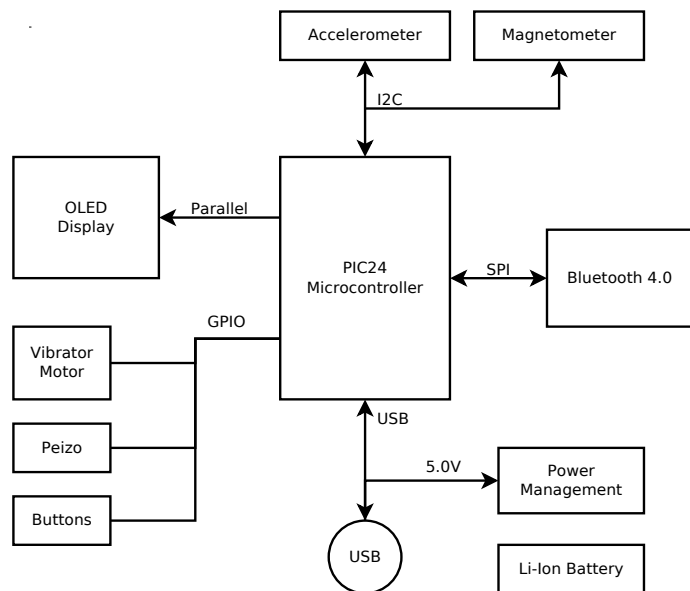 Accelerometer
Magnetometer
I2C
OLED
Display
Parallel
PIC24
Microcontroller
SPI
Bluetooth 4.0
GPIO
Vibrator
Motor
Peizo
Buttons
USB
5.0V
Power
Management
USB
Li-Ion Battery